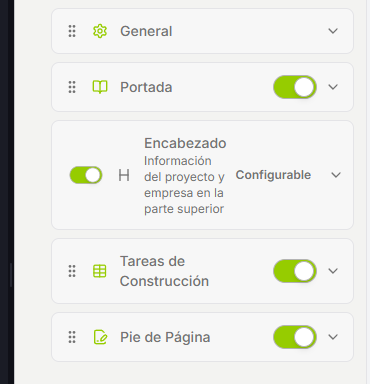 General
Portada
Encabezado
Información
del proyecto y
empresa en la
parte superior
Configurable
Tareas de
Construcción
Pie de Página